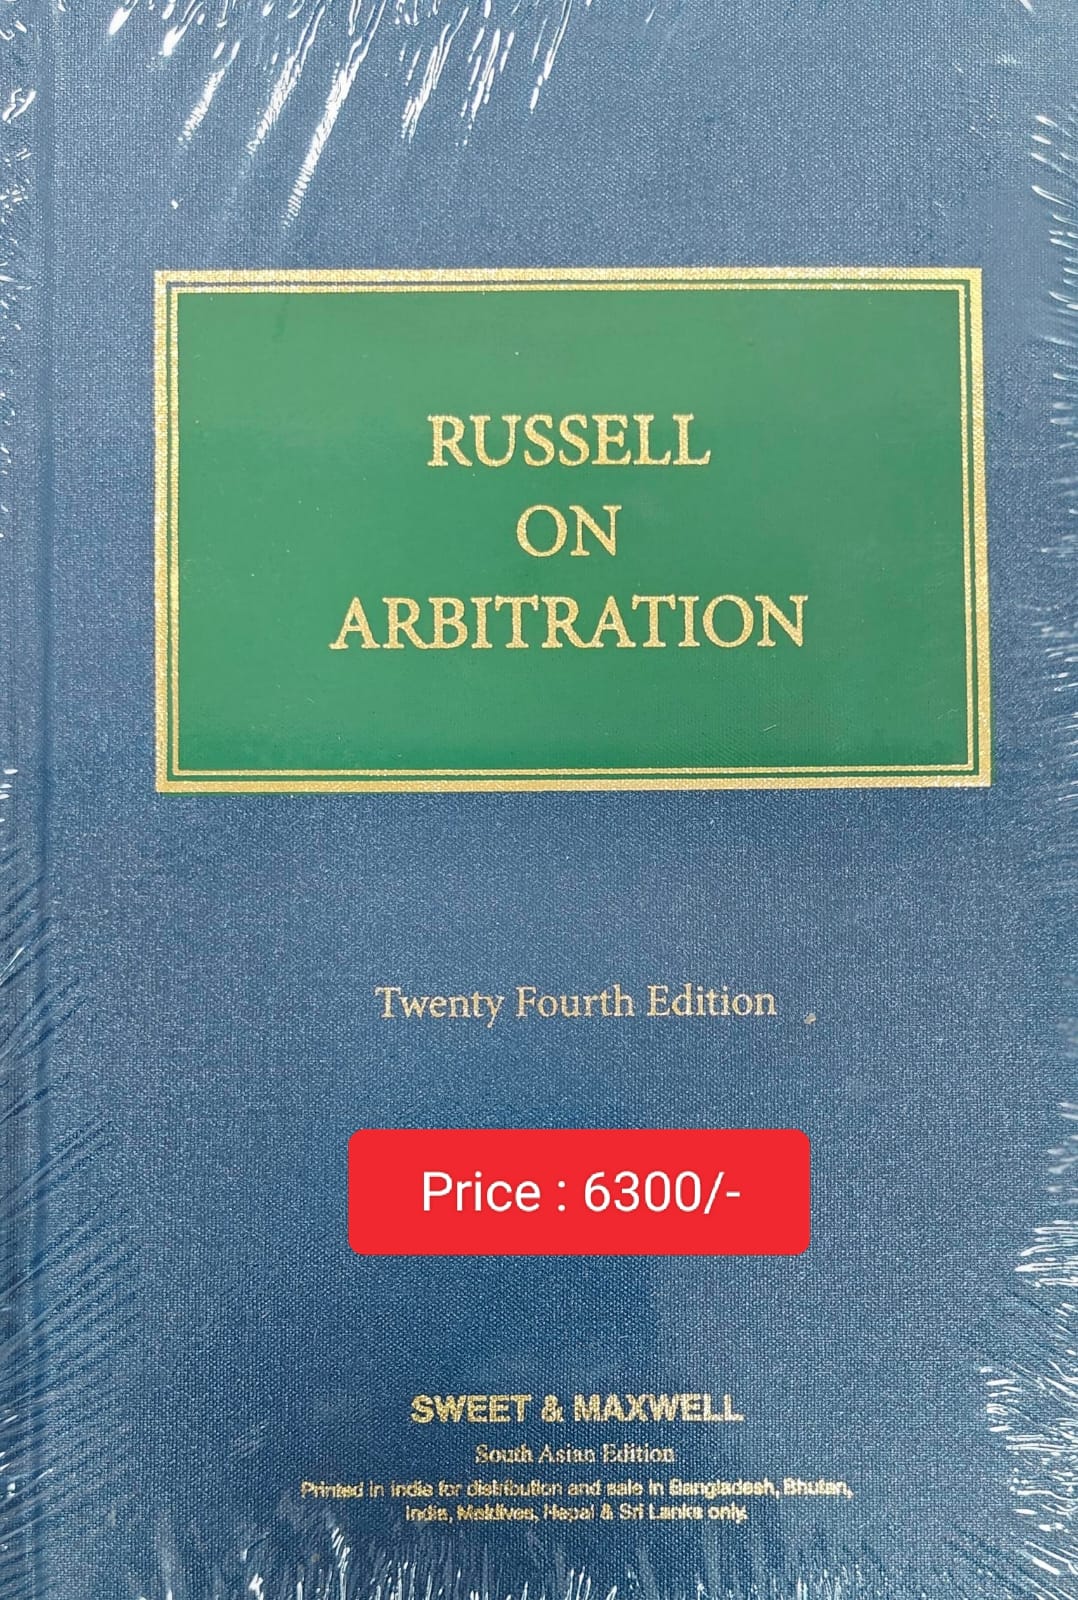 RUSSELL
ON
ARBITRATION
Twenty Fourth Edition
Price : 6300/-
SWEET & MAXWELL
South Asian Edition
Printed in India for distribution and sale in Bangladesh, Bhutan,
India, Maldives, Nepal & Sri Lanka only.